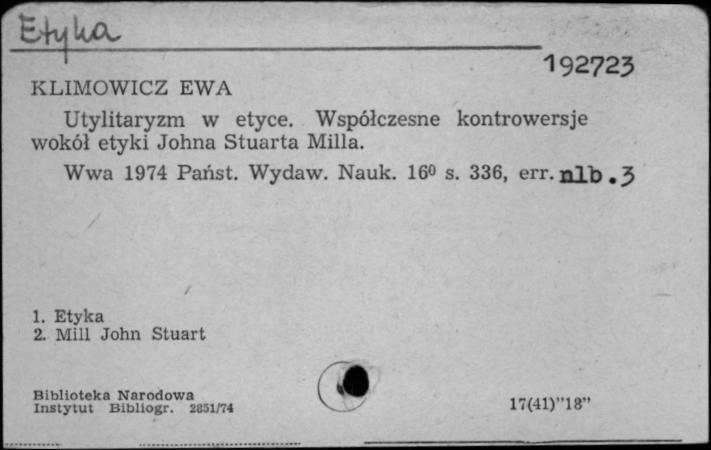 Etyka
192723
KLIMOWICZ EWA
Utylitaryzm w etyce. Współczesne kontrowersje
wokół etyki Johna Stuarta Milla.
Wwa 1974 Państ. Wydaw. Nauk. 16⁰ s. 336, err. nlb. 3
1. Etyka
2. Mill John Stuart
Biblioteka Narodowa
Instytut Bibliogr. 2851/74
17(41)"18"